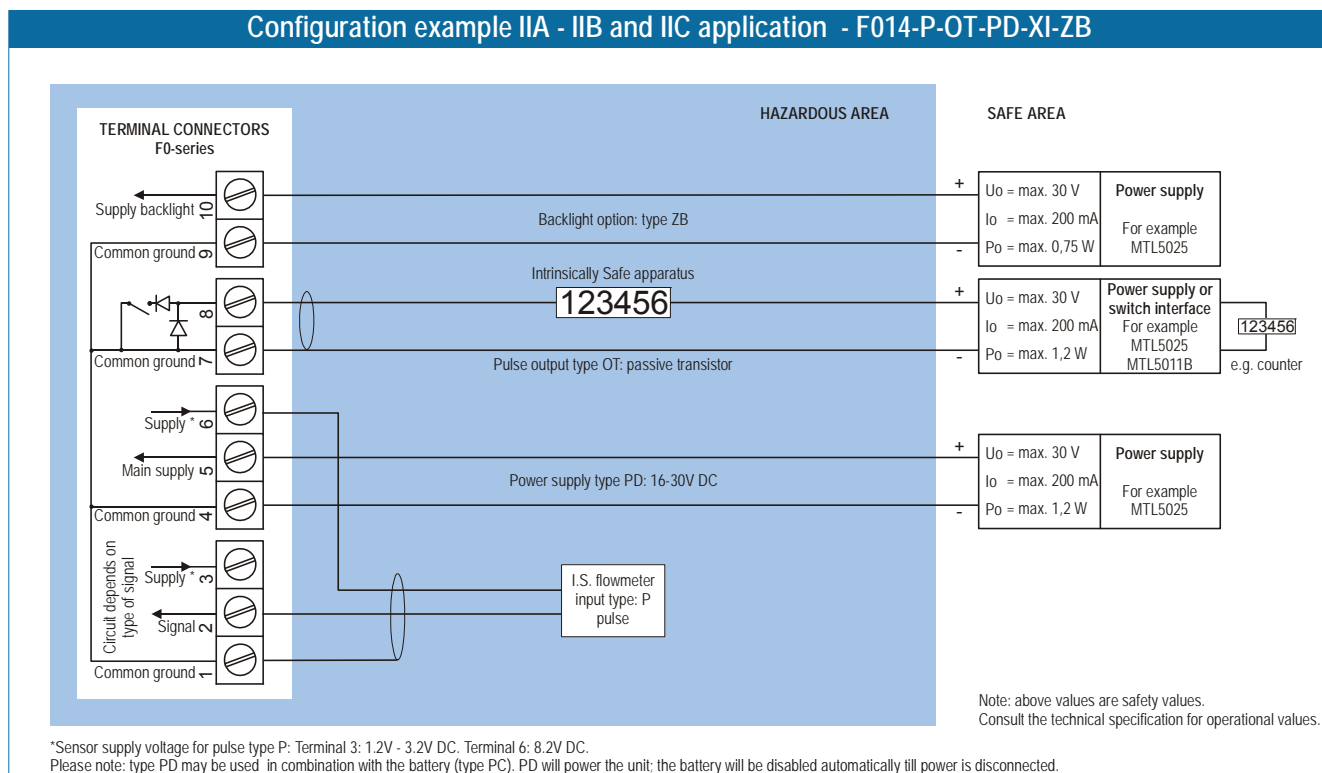 Configuration example IIA - IIB and IIC application - F014-P-OT-PD-XI-ZB
HAZARDOUS AREA
SAFE AREA
TERMINAL CONNECTORS
F0-series
Supply backlight
10
Common ground
9
Backlight option: type ZB
+
-
Uo = max. 30 V
Io = max. 200 mA
Po = max. 0,75 W
Power supply
For example
MTL5025
8
Common ground
7
Intrinsically Safe apparatus
123456
Pulse output type OT: passive transistor
+
-
Uo = max. 30 V
Io = max. 200 mA
Po = max. 1,2 W
Power supply or
switch interface
For example
MTL5025
MTL5011B
123456
e.g. counter
Supply *
6
Main supply
5
Common ground
4
Power supply type PD: 16-30V DC
+
-
Uo = max. 30 V
Io = max. 200 mA
Po = max. 1,2 W
Power supply
For example
MTL5025
Circuit depends on
type of signal
Supply *
3
Signal
2
Common ground
1
I.S. flowmeter
input type: P
pulse
Note: above values are safety values.
Consult the technical specification for operational values.
*Sensor supply voltage for pulse type P: Terminal 3: 1.2V - 3.2V DC. Terminal 6: 8.2V DC.
Please note: type PD may be used in combination with the battery (type PC). PD will power the unit; the battery will be disabled automatically till power is disconnected.